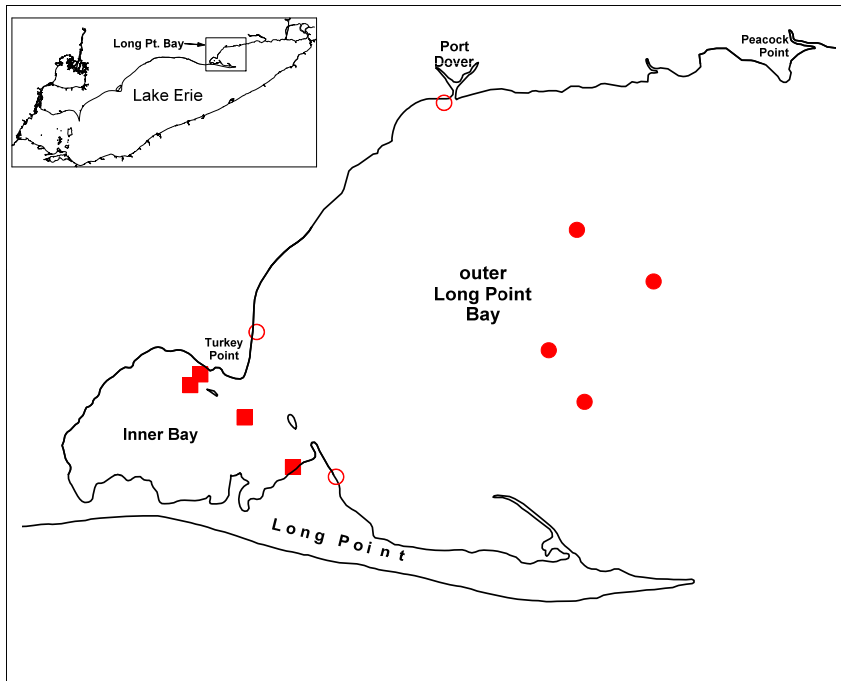 Long Pt. Bay
Lake Erie
Port
Dover
Peacock
Point
outer
Long Point
Bay
Turkey
Point
Inner Bay
Long Point